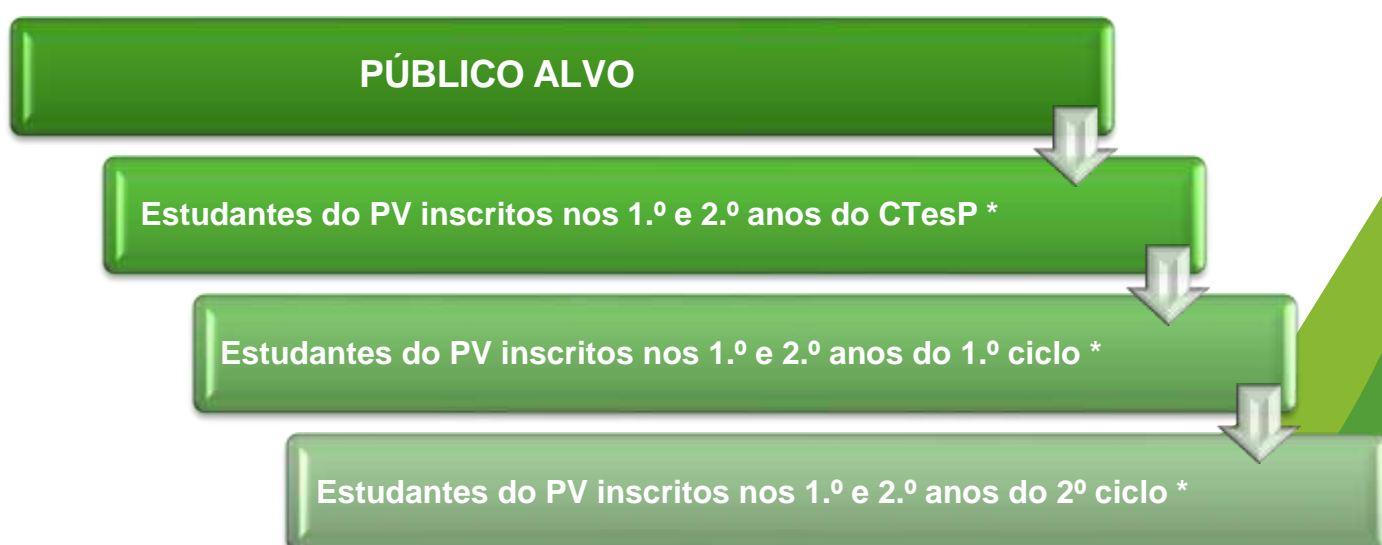 PÚBLICO ALVO
Estudantes do PV inscritos nos 1.º e 2.º anos do CTesP *
Estudantes do PV inscritos nos 1.º e 2.º anos do 1.º ciclo *
Estudantes do PV inscritos nos 1.º e 2.º anos do 2º ciclo *